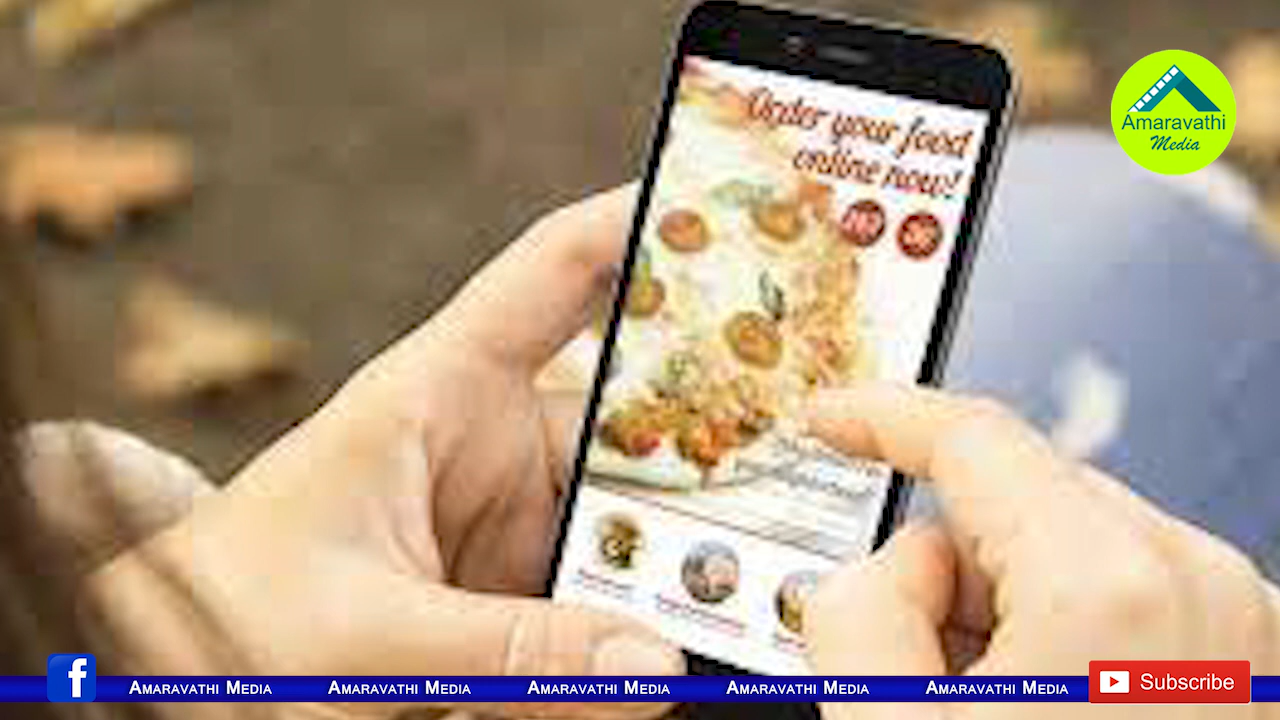 Order your food
online now!
Amaravathi
Media
f
Amaravathi Media Amaravathi Media Amaravathi Media Amaravathi Media Amaravathi Media
Subscribe